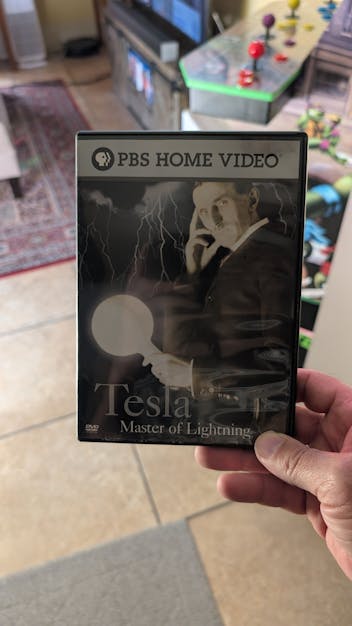 PBS HOME VIDEO
Tesla
Master of Lightning
DVD